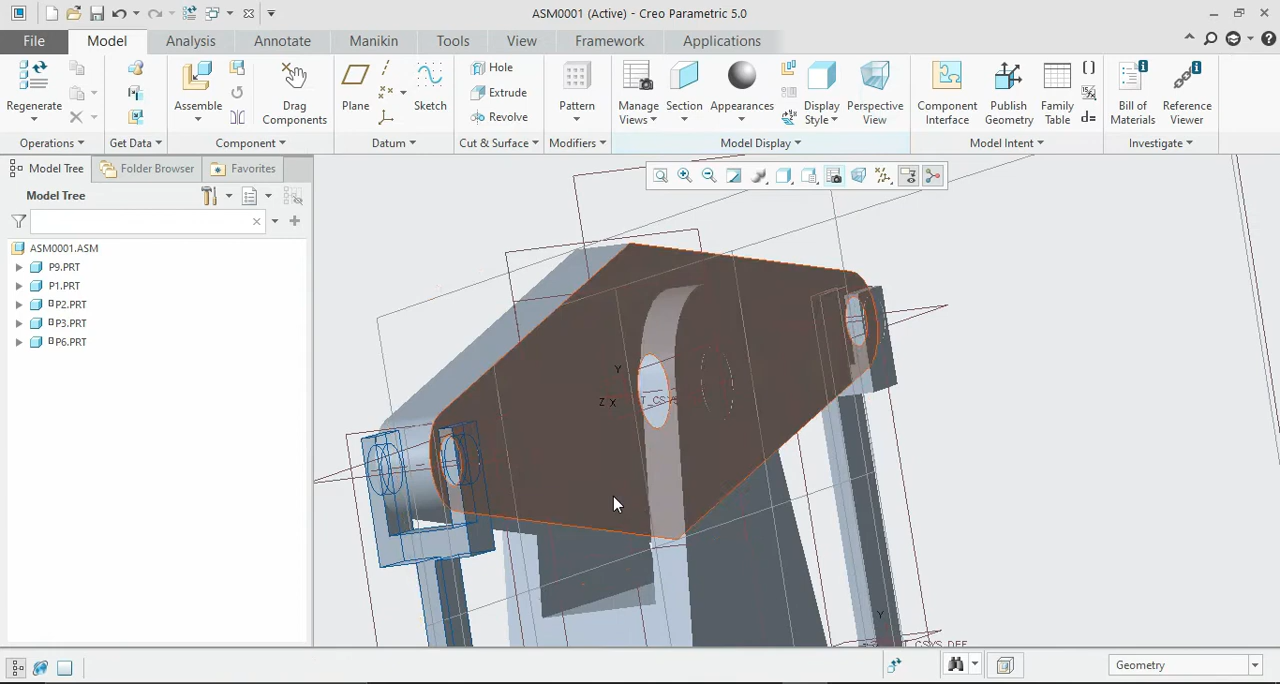 ASM0001 (Active) - Creo Parametric 5.0
File Model Analysis Annotate Manikin Tools View Framework Applications
Regenerate
Assemble
Drag Components
Plane
Sketch
Hole
Extrude
Revolve
Pattern
Manage Views
Section
Appearances
Display Style
Perspective View
Component Interface
Publish Geometry
Family Table
Bill of Materials
Reference Viewer
Operations Get Data Component Datum Cut & Surface Modifiers Model Display Model Intent Investigate
Model Tree Folder Browser Favorites
Model Tree
ASM0001.ASM
P9.PRT
P1.PRT
P2.PRT
P3.PRT
P6.PRT
Y
Z X
Y
Geometry